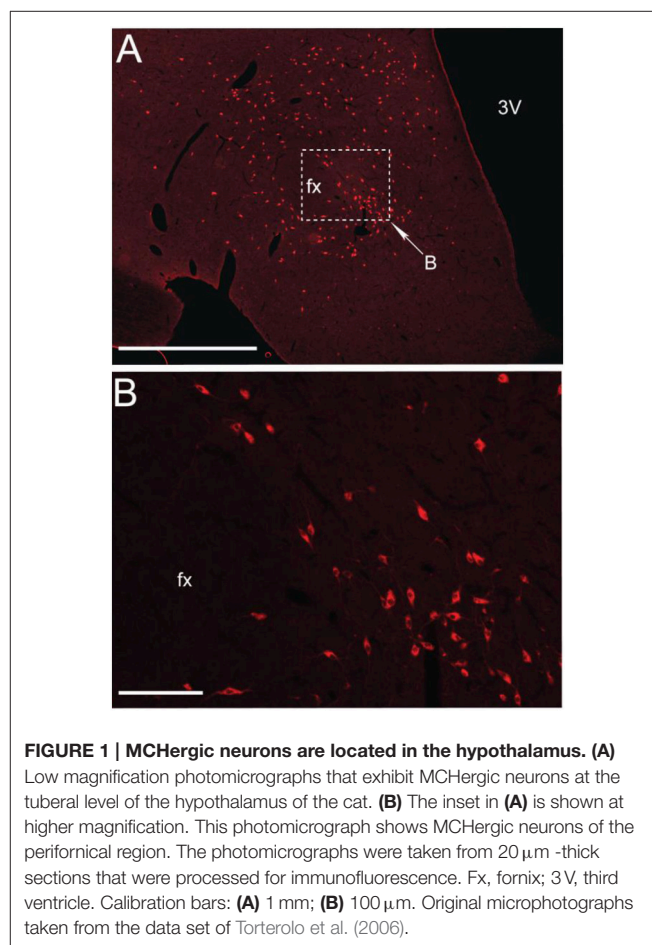 A
3V
fx
B
B
fx
FIGURE 1 | MCHergic neurons are located in the hypothalamus. (A)
Low magnification photomicrographs that exhibit MCHergic neurons at the
tuberal level of the hypothalamus of the cat. (B) The inset in (A) is shown at
higher magnification. This photomicrograph shows MCHergic neurons of the
perifornical region. The photomicrographs were taken from 20 μm -thick
sections that were processed for immunofluorescence. Fx, fornix; 3 V, third
ventricle. Calibration bars: (A) 1 mm; (B) 100 μm. Original microphotographs
taken from the data set of Torterolo et al. (2006).